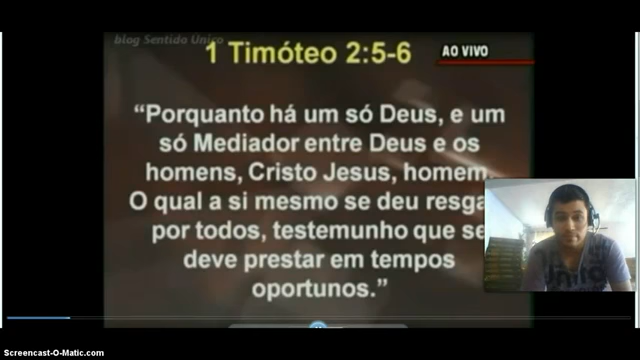 blog Sentido Único
1 Timóteo 2:5-6
AO VIVO
“Porquanto há um só Deus, e um
só Mediador entre Deus e os
homens, Cristo Jesus, homem.
O qual a si mesmo se deu
por todos, testemunho que se
deve prestar em tempos
oportunos.”
Screencast-O-Matic.com